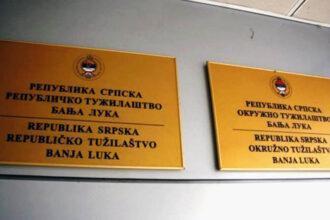 РЕПУБЛИКА СРПСКА
РЕПУБЛИЧКО ТУЖИЛАШТВО
БАЊА ЛУКА
REPUBLIKA SRPSKA
REPUBLIČKO TUŽILAŠTVO
BANJA LUKA
РЕПУБЛИКА СРПСКА
ОКРУЖНО ТУЖИЛАШТВО
БАЊА ЛУКА
REPUBLIKA SRPSKA
OKRUŽNO TUŽILAŠTVO
BANJA LUKA